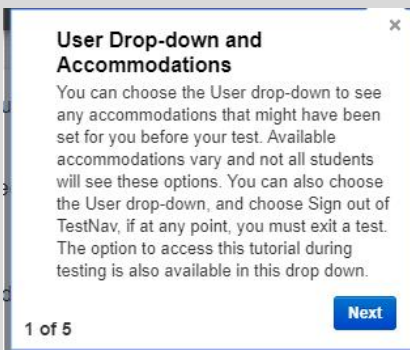 ×
User Drop-down and
Accommodations
You can choose the User drop-down to see
any accommodations that might have been
set for you before your test. Available
accommodations vary and not all students
will see these options. You can also choose
the User drop-down, and choose Sign out of
TestNav, if at any point, you must exit a test.
The option to access this tutorial during
testing is also available in this drop down.
Next
1 of 5